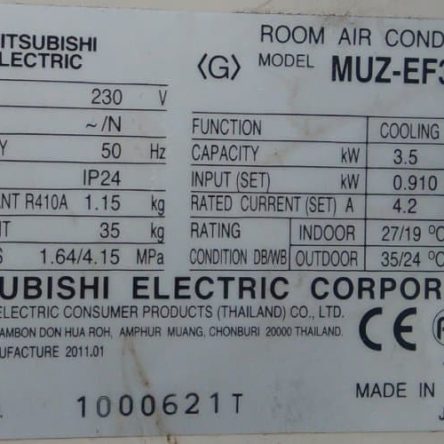 ITSUBISHI
ELECTRIC
ROOM AIR COND
⟨G⟩ MODEL MUZ-EF3
230 V
~/N
50 Hz
IP24
ANT R410A 1.15 kg
35 kg
1.64/4.15 MPa
FUNCTION COOLING
CAPACITY kW 3.5
INPUT (SET) kW 0.910
RATED CURRENT (SET) A 4.2
RATING INDOOR 27/19 °C
CONDITION DB/WB OUTDOOR 35/24 °C
UBISHI ELECTRIC CORPOR
ELECTRIC CONSUMER PRODUCTS (THAILAND) CO., LTD.
AMBON DON HUA ROH, AMPHUR MUANG, CHONBURI 20000 THAILAND.
UFACTURE 2011.01
CE
1000621T
MADE IN